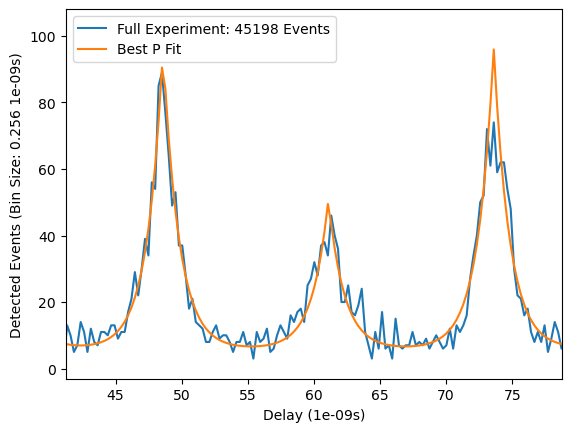 Full Experiment: 45198 Events
Best P Fit
Detected Events (Bin Size: 0.256 1e-09s)
100
80
60
40
20
0
45 50 55 60 65 70 75
Delay (1e-09s)